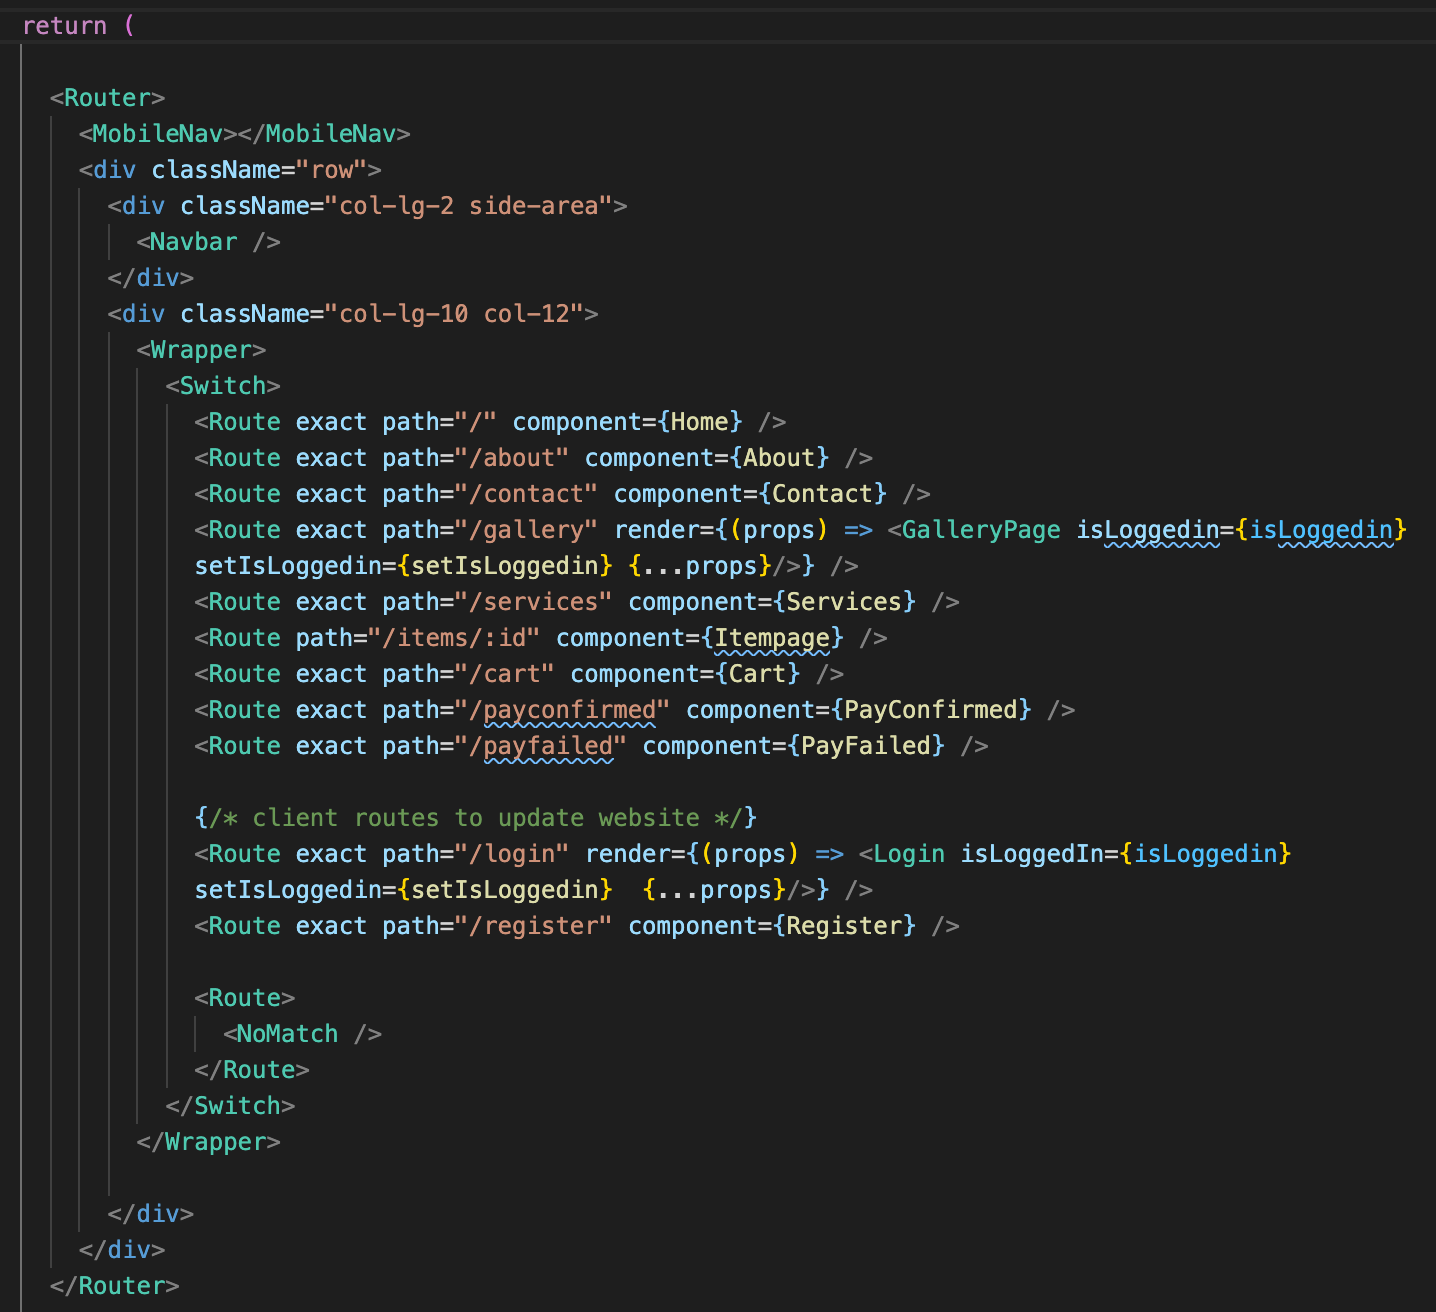 return (
<Router>
<MobileNav></MobileNav>
<div className="row">
<div className="col-lg-2 side-area">
<Navbar />
</div>
<div className="col-lg-10 col-12">
<Wrapper>
<Switch>
<Route exact path="/" component={Home} />
<Route exact path="/about" component={About} />
<Route exact path="/contact" component={Contact} />
<Route exact path="/gallery" render={(props) => <GalleryPage isLoggedin={isLoggedin}
setIsLoggedin={setIsLoggedin} {...props}/>} />
<Route exact path="/services" component={Services} />
<Route path="/items/:id" component={Itempage} />
<Route exact path="/cart" component={Cart} />
<Route exact path="/payconfirmed" component={PayConfirmed} />
<Route exact path="/payfailed" component={PayFailed} />
{/* client routes to update website */}
<Route exact path="/login" render={(props) => <Login isLoggedIn={isLoggedin}
setIsLoggedin={setIsLoggedin}  {...props}/>} />
<Route exact path="/register" component={Register} />
<Route>
<NoMatch />
</Route>
</Switch>
</Wrapper>
</div>
</div>
</Router>